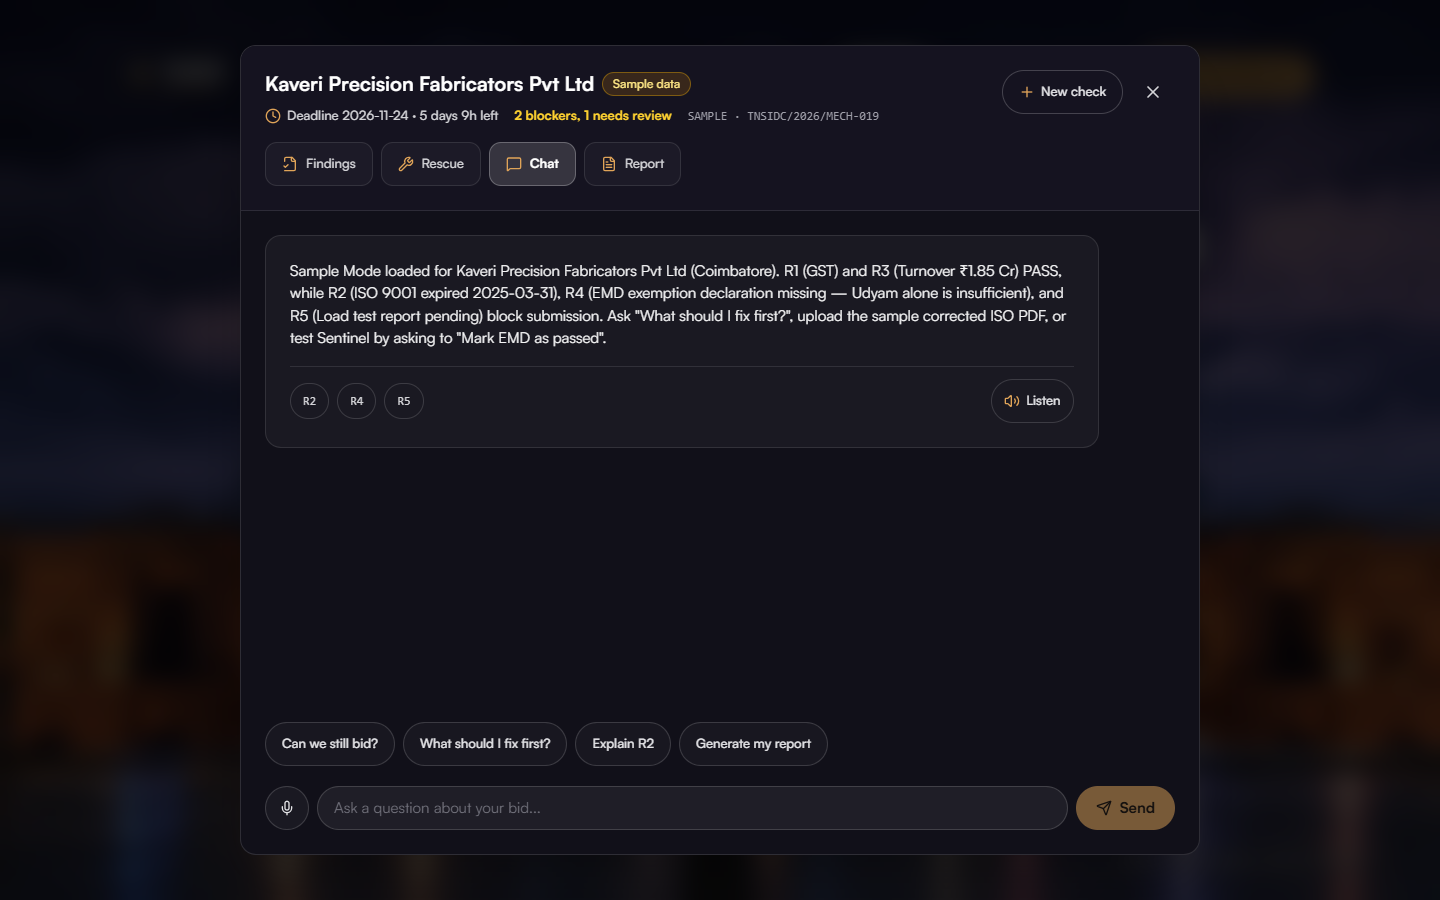 Kaveri Precision Fabricators Pvt Ltd Sample data
New check
Deadline 2026-11-24 · 5 days 9h left 2 blockers, 1 needs review SAMPLE · TNSIDC/2026/MECH-019
Findings Rescue Chat Report
Sample Mode loaded for Kaveri Precision Fabricators Pvt Ltd (Coimbatore). R1 (GST) and R3 (Turnover ₹1.85 Cr) PASS,
while R2 (ISO 9001 expired 2025-03-31), R4 (EMD exemption declaration missing — Udyam alone is insufficient), and
R5 (Load test report pending) block submission. Ask "What should I fix first?", upload the sample corrected ISO PDF, or
test Sentinel by asking to "Mark EMD as passed".
R2 R4 R5 Listen
Can we still bid? What should I fix first? Explain R2 Generate my report
Ask a question about your bid... Send